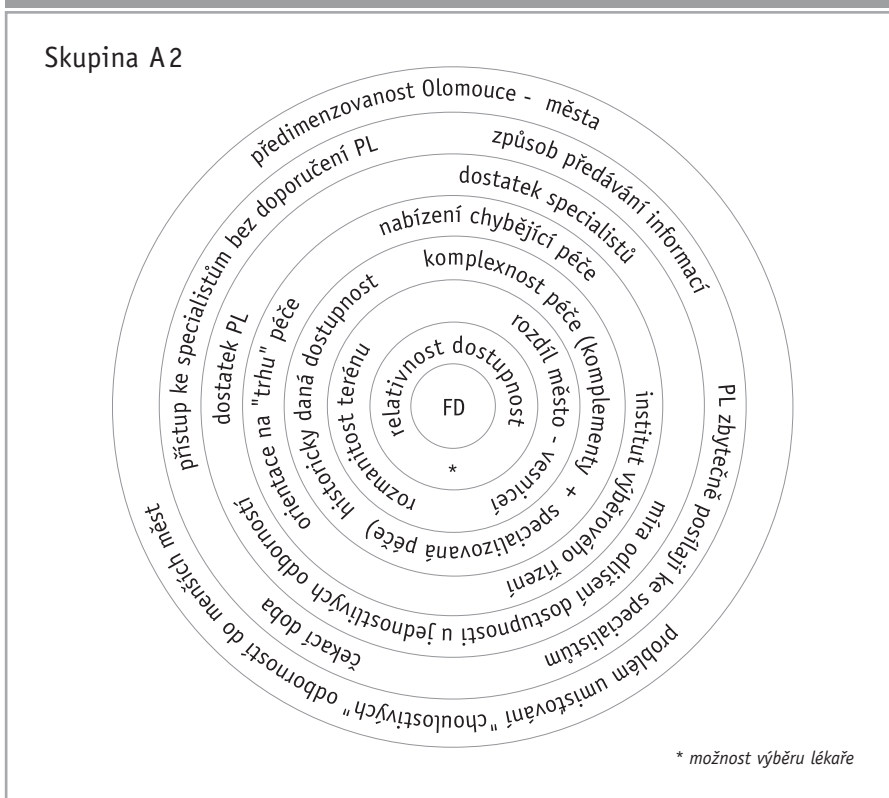 Skupina A2
předimenzovanost Olomouce - města
problém umisťování "choulostivých" odborností do menších měst
přístup ke specialistům bez doporučení PL
způsob předávání informací
PL zbytečně posílají ke specialistům
čekací doba
dostatek PL
dostatek specialistů
míra odlišení dostupnosti u jednostlivých odborností
orientace na "trhu" péče
nabízení chybějící péče
institut výběrového řízení
historicky daná dostupnost
komplexnost péče (komplementy + specializovaná péče)
rozmanitost terénu
rozdíl město - vesniceí
relativnost dostupnost
*
FD
* možnost výběru lékaře